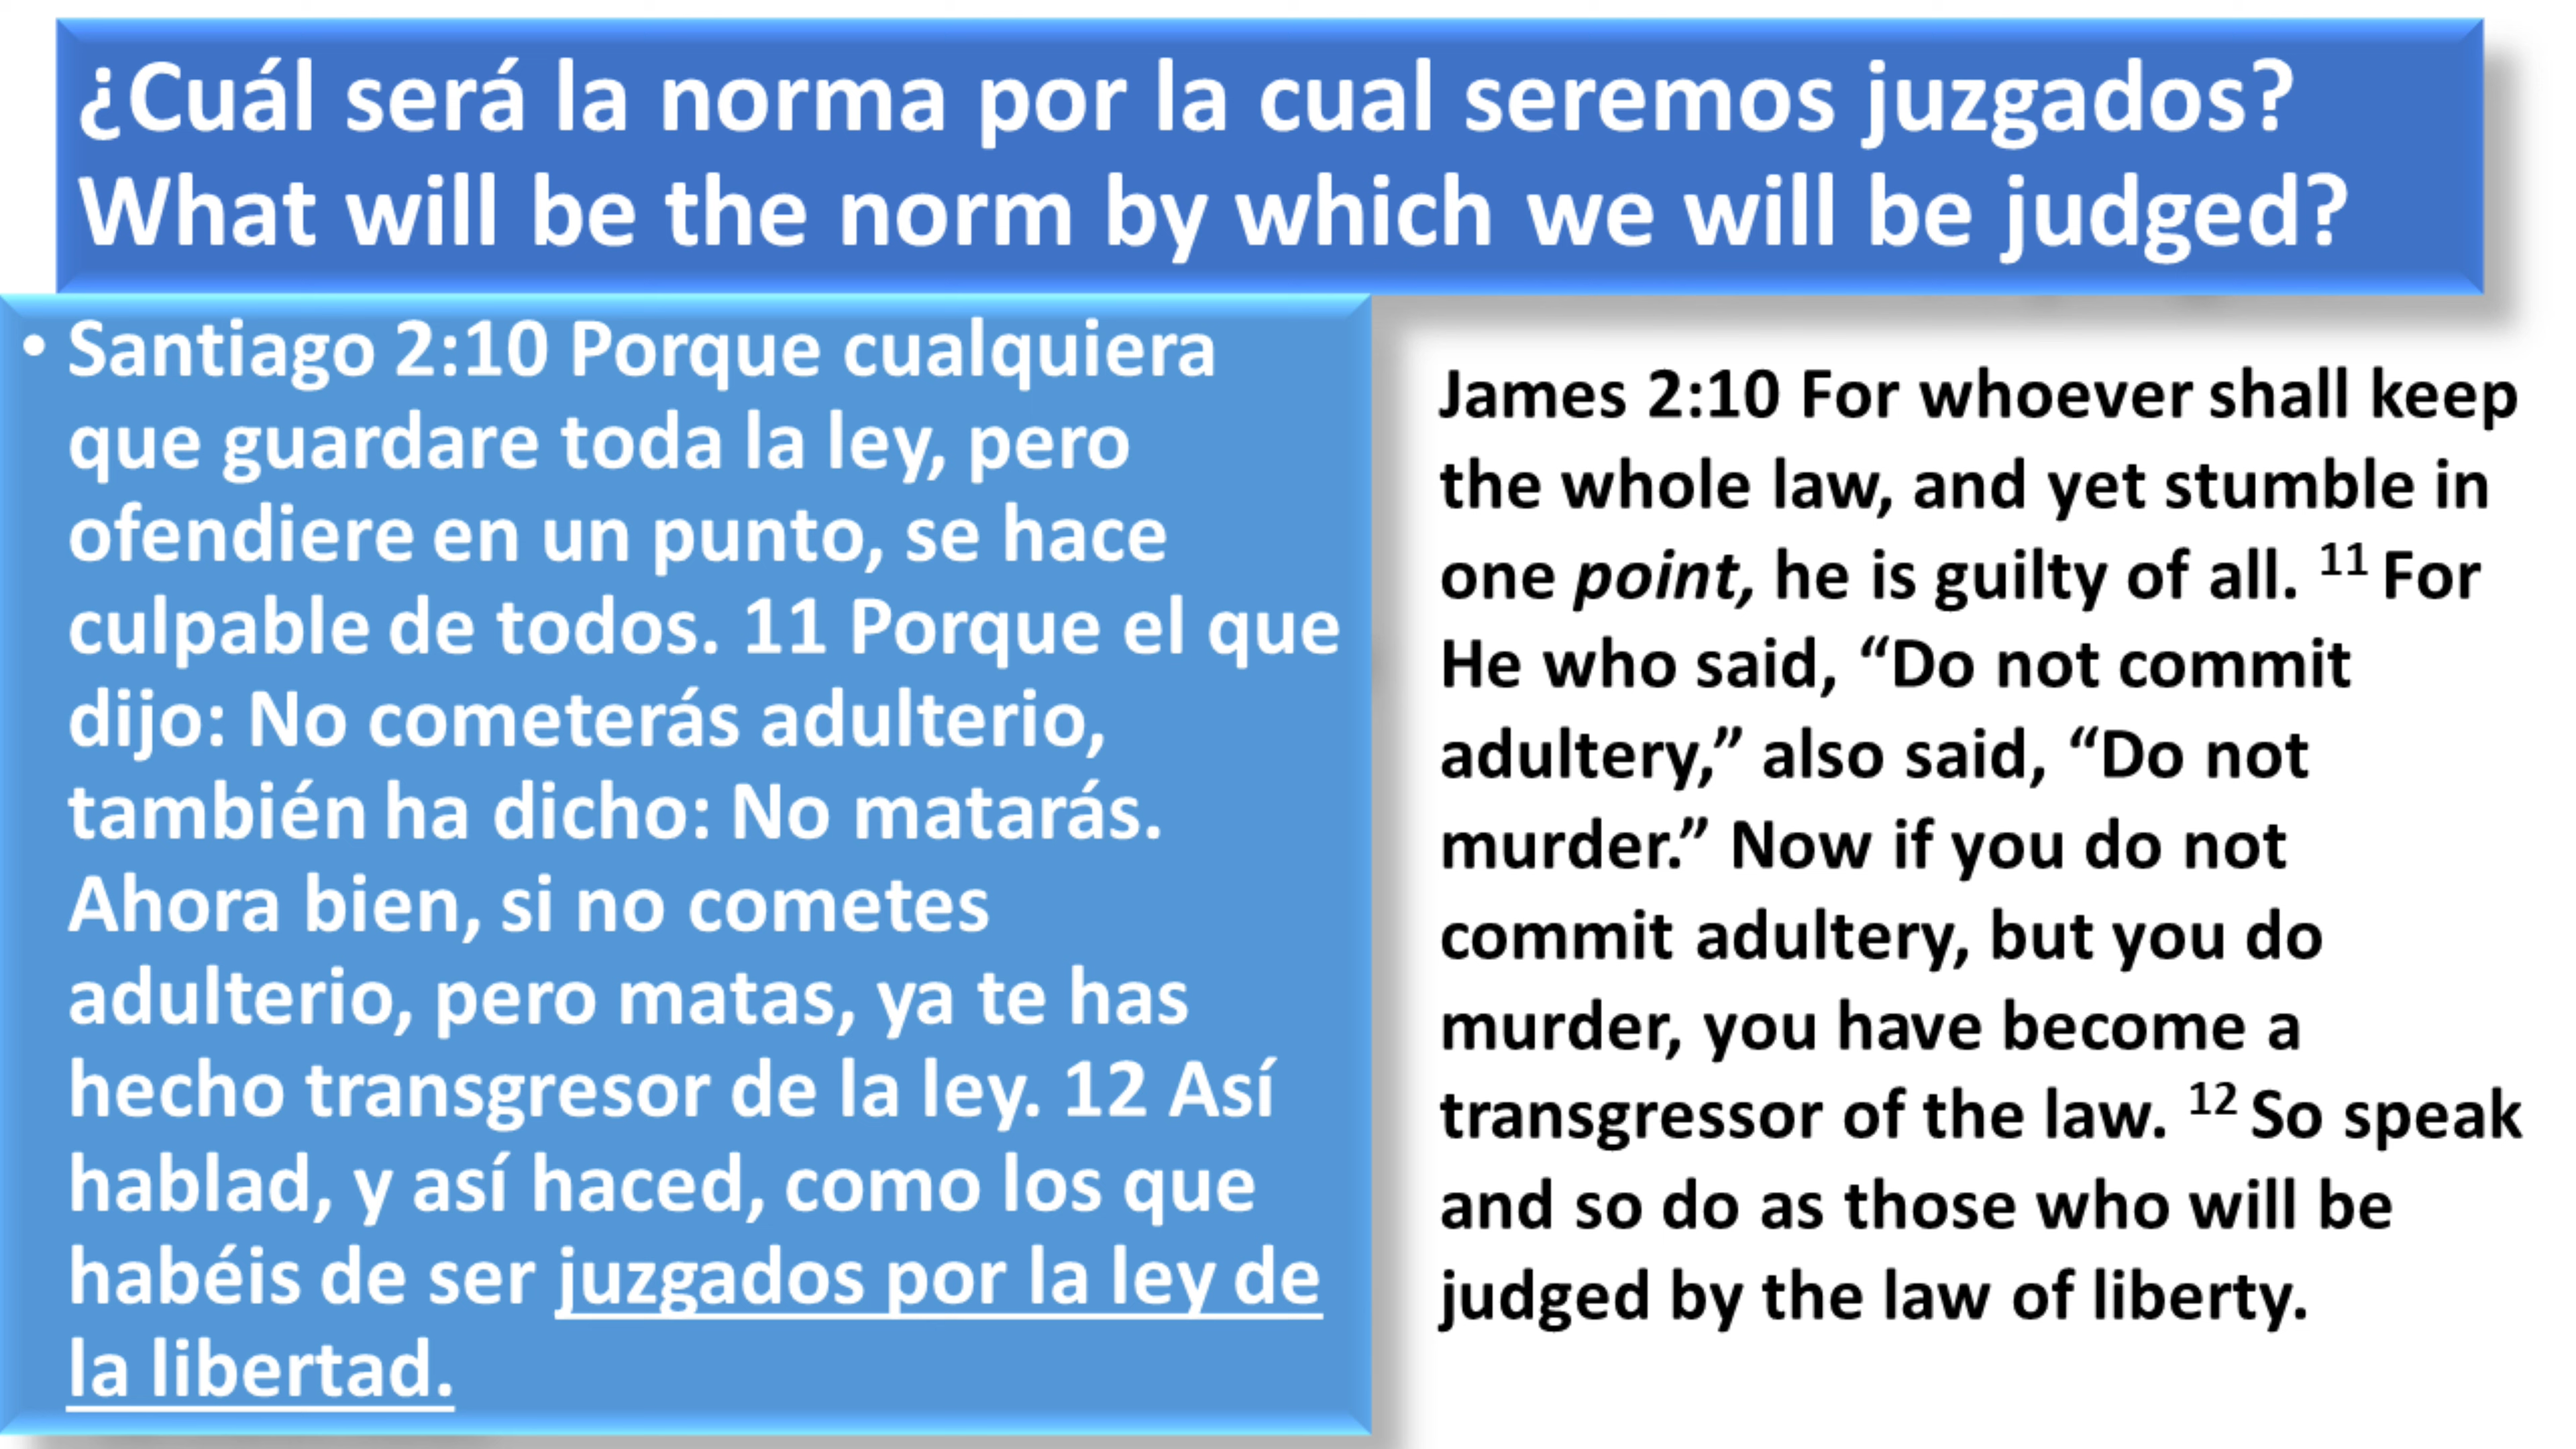 ¿Cuál será la norma por la cual seremos juzgados?
What will be the norm by which we will be judged?
• Santiago 2:10 Porque cualquiera
que guardare toda la ley, pero
ofendiere en un punto, se hace
culpable de todos. 11 Porque el que
dijo: No cometerás adulterio,
también ha dicho: No matarás.
Ahora bien, si no cometes
adulterio, pero matas, ya te has
hecho transgresor de la ley. 12 Así
hablad, y así haced, como los que
habéis de ser juzgados por la ley de
la libertad.
James 2:10 For whoever shall keep
the whole law, and yet stumble in
one point, he is guilty of all. 11 For
He who said, “Do not commit
adultery,” also said, “Do not
murder.” Now if you do not
commit adultery, but you do
murder, you have become a
transgressor of the law. 12 So speak
and so do as those who will be
judged by the law of liberty.